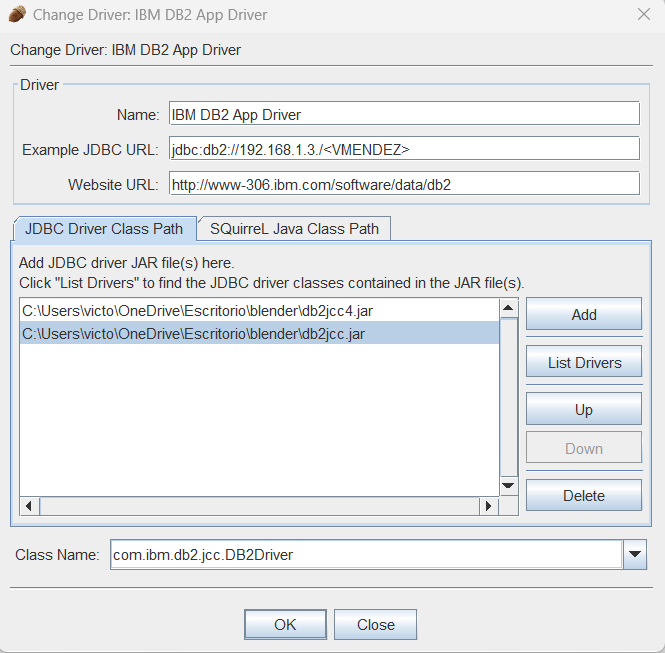 Change Driver: IBM DB2 App Driver
Change Driver: IBM DB2 App Driver
Driver
Name: IBM DB2 App Driver
Example JDBC URL: jdbc:db2://192.168.1.3./<VMENDEZ>
Website URL: http://www-306.ibm.com/software/data/db2
JDBC Driver Class Path SQuirreL Java Class Path
Add JDBC driver JAR file(s) here.
Click "List Drivers" to find the JDBC driver classes contained in the JAR file(s).
C:\Users\victo\OneDrive\Escritorio\blender\db2jcc4.jar
C:\Users\victo\OneDrive\Escritorio\blender\db2jcc.jar
Add
List Drivers
Up
Down
Delete
Class Name: com.ibm.db2.jcc.DB2Driver
OK Close